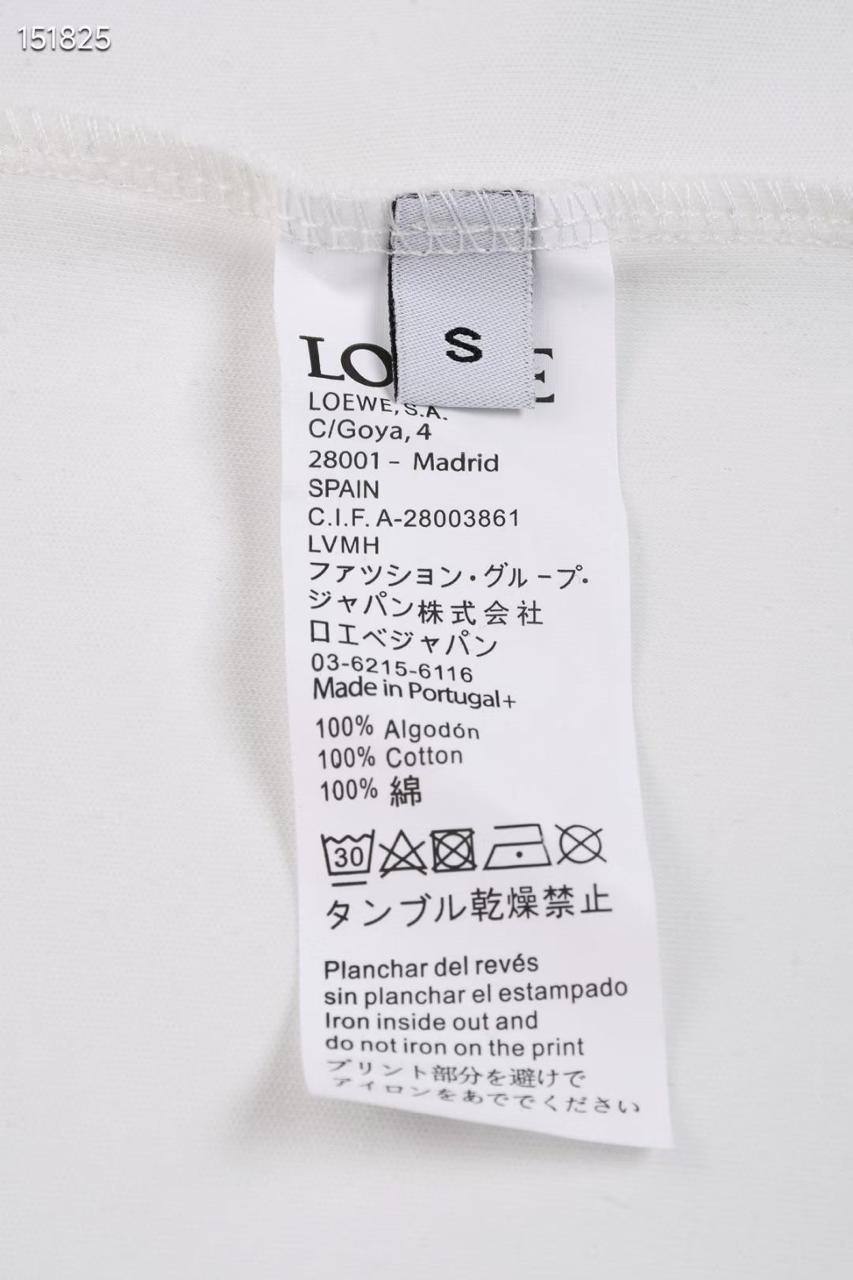 151825
S
LO E
LOEWE, S.A.
C/Goya, 4
28001 - Madrid
SPAIN
C.I.F. A-28003861
LVMH
ファツション・グループ・
ジャパン株式会社
ロエベジャパン
03-6215-6116
Made in Portugal+
100% Algodón
100% Cotton
100% 綿
30
タンブル乾燥禁止
Planchar del revés
sin planchar el estampado
Iron inside out and
do not iron on the print
プリント部分を避けで
アイロンをあででください